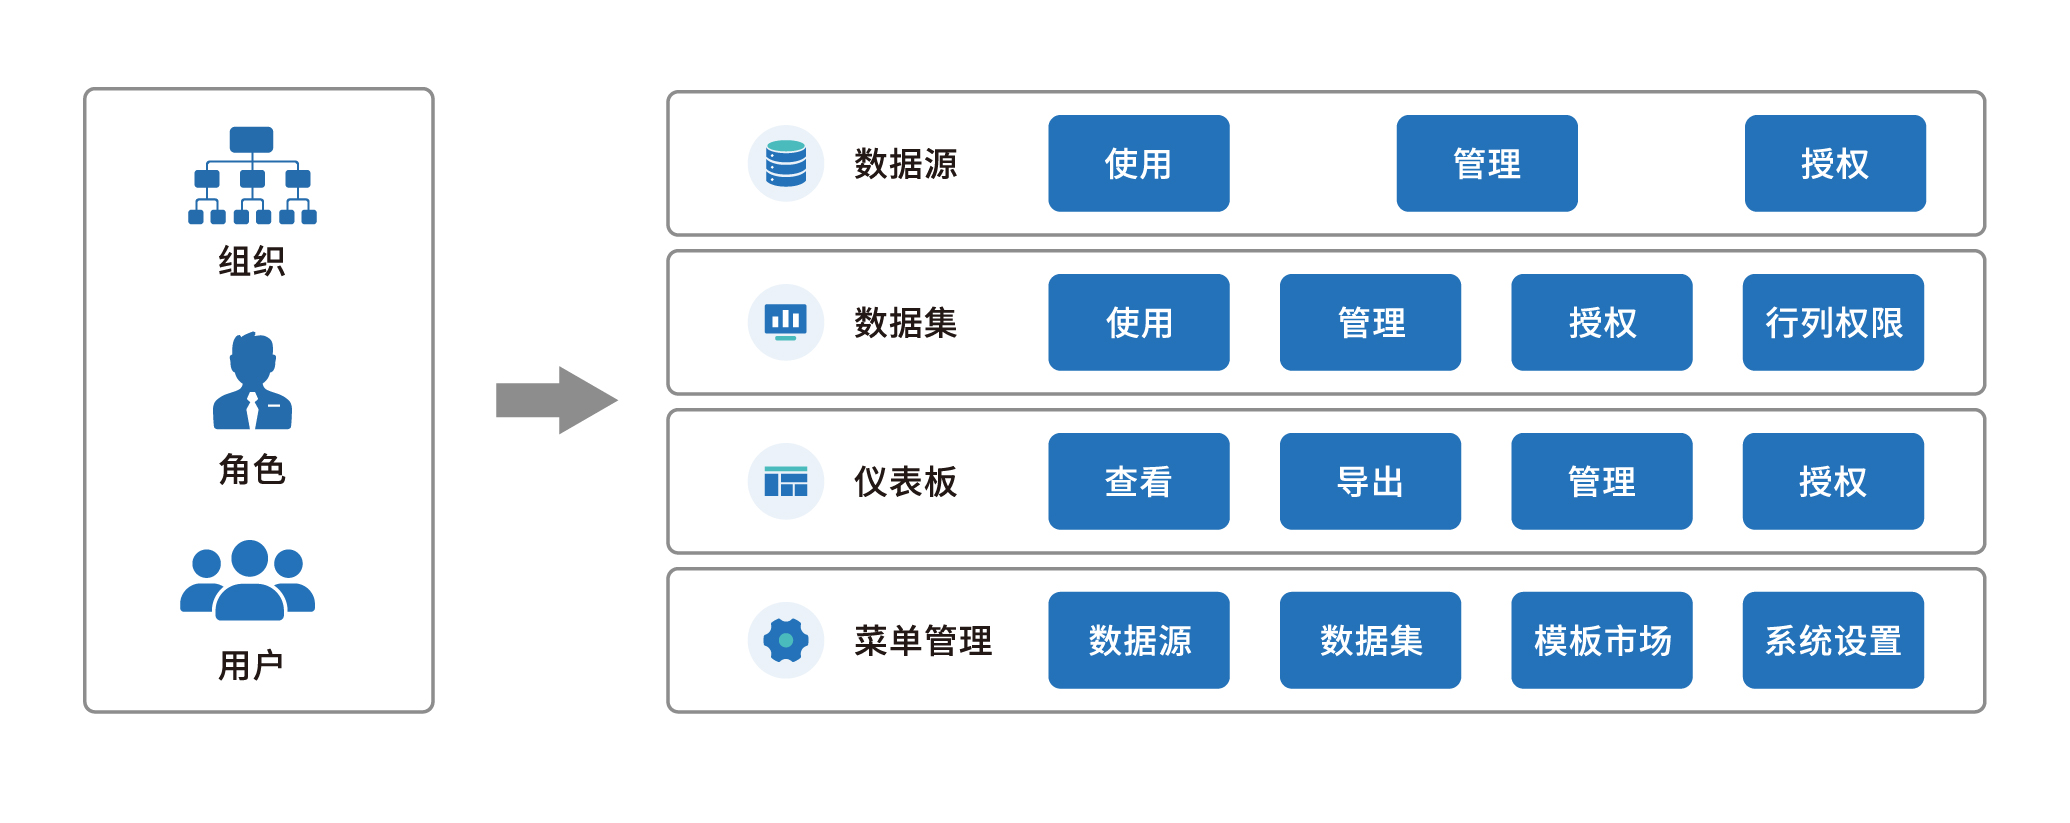 组织
角色
用户
数据源
使用
管理
授权
数据集
使用
管理
授权
行列权限
仪表板
查看
导出
管理
授权
菜单管理
数据源
数据集
模板市场
系统设置